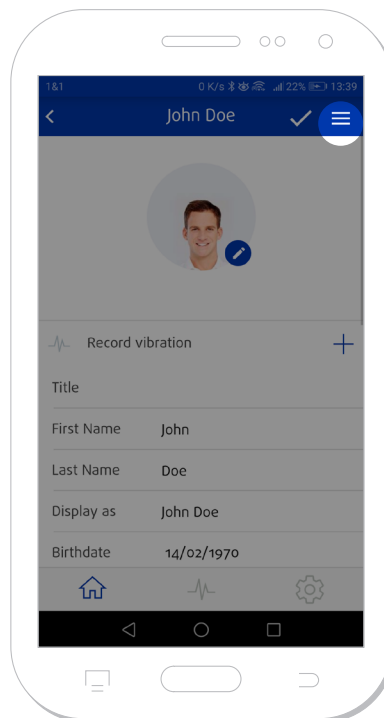 1&1 0 K/s 22% 13:39
John Doe
Record vibration
Title
First Name John
Last Name Doe
Display as John Doe
Birthdate 14/02/1970